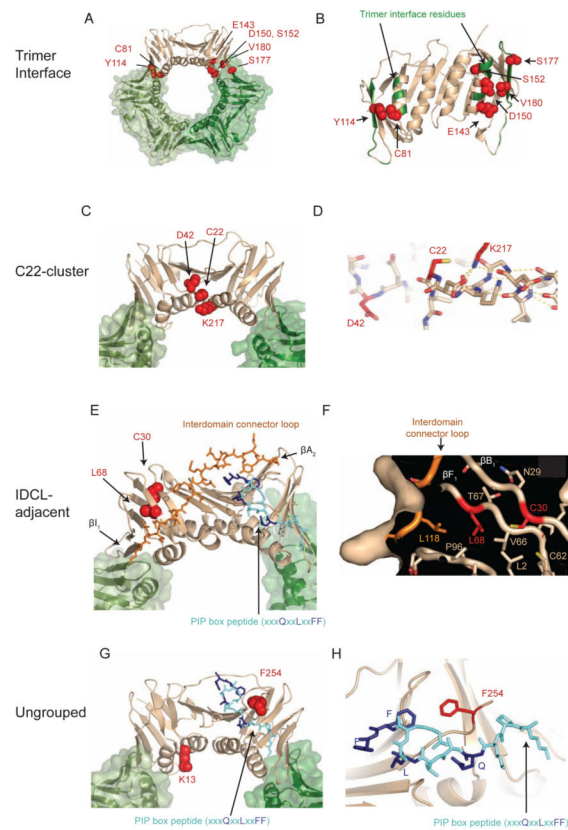 Trimer
Interface
A
C81
Y114
E143
D150, S152
V180
S177
B
Trimer interface residues
S177
S152
V180
D150
E143
Y114
C81
C22-cluster
C
D42
C22
K217
D
C22
K217
D42
IDCL-
adjacent
E
Interdomain connector loop
C30
L68
βA2
βI1
PIP box peptide (xxxQxxLxxFF)
F
Interdomain
connector loop
βB1
βF1
N29
T67
C30
L118
L68
V66
P96
C62
L2
Ungrouped
G
F254
K13
PIP box peptide (xxxQxxLxxFF)
H
F254
F
F
L
Q
PIP box peptide (xxxQxxLxxFF)